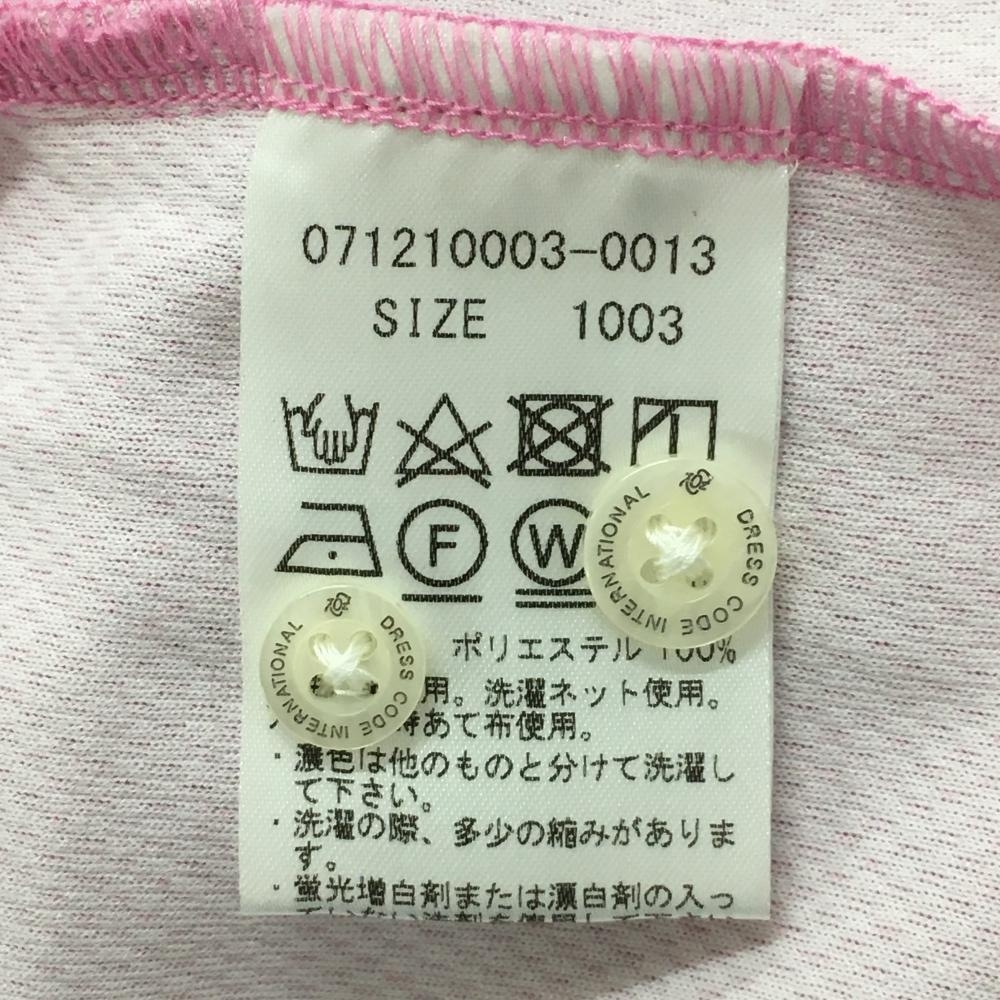 071210003-0013
SIZE 1003
F W
DRESS CODE INTERNATIONAL
DRESS CODE INTERNATIONAL
ポリエステル 100%
用。洗濯ネット使用。
時あて布使用。
・濃色は他のものと分けて洗濯し
て下さい。
・洗濯の際、多少の縮みがありま
す。
・蛍光増白剤または漂白剤の入っ